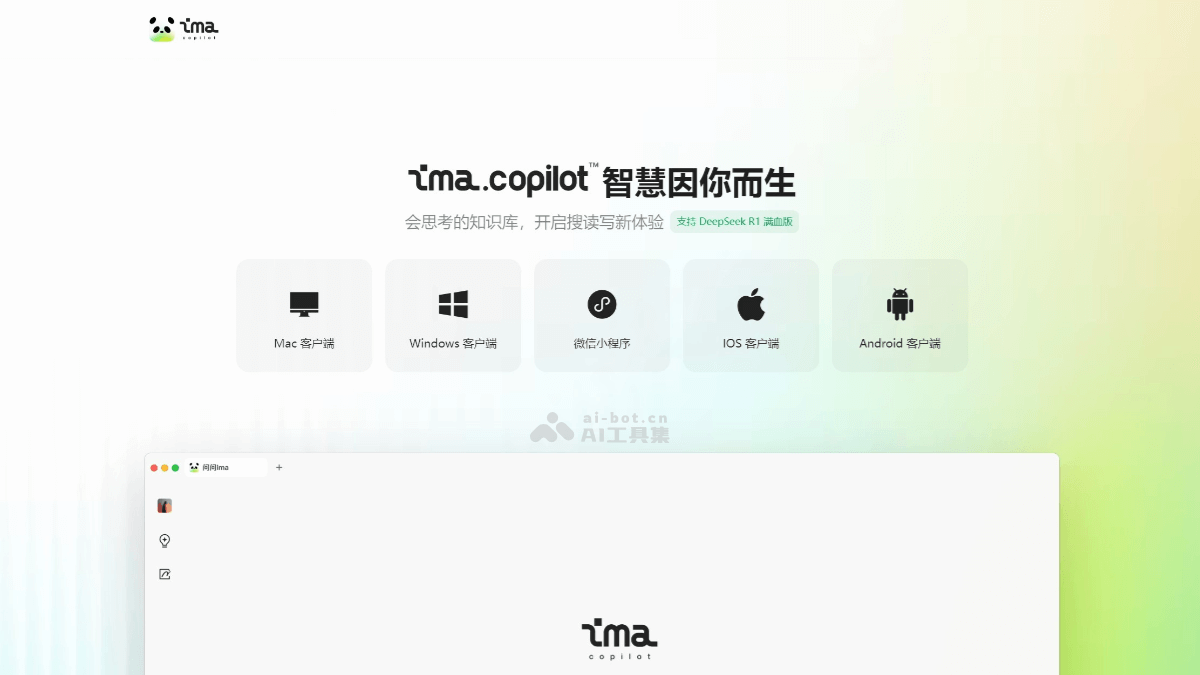 ima
copilot
ima.copilot™ 智慧因你而生
会思考的知识库，开启搜读写新体验 支持 DeepSeek R1 满血版
Mac 客户端
Windows 客户端
微信小程序
IOS 客户端
Android 客户端
ai-bot.cn
AI工具集
问问ima +
ima
copilot